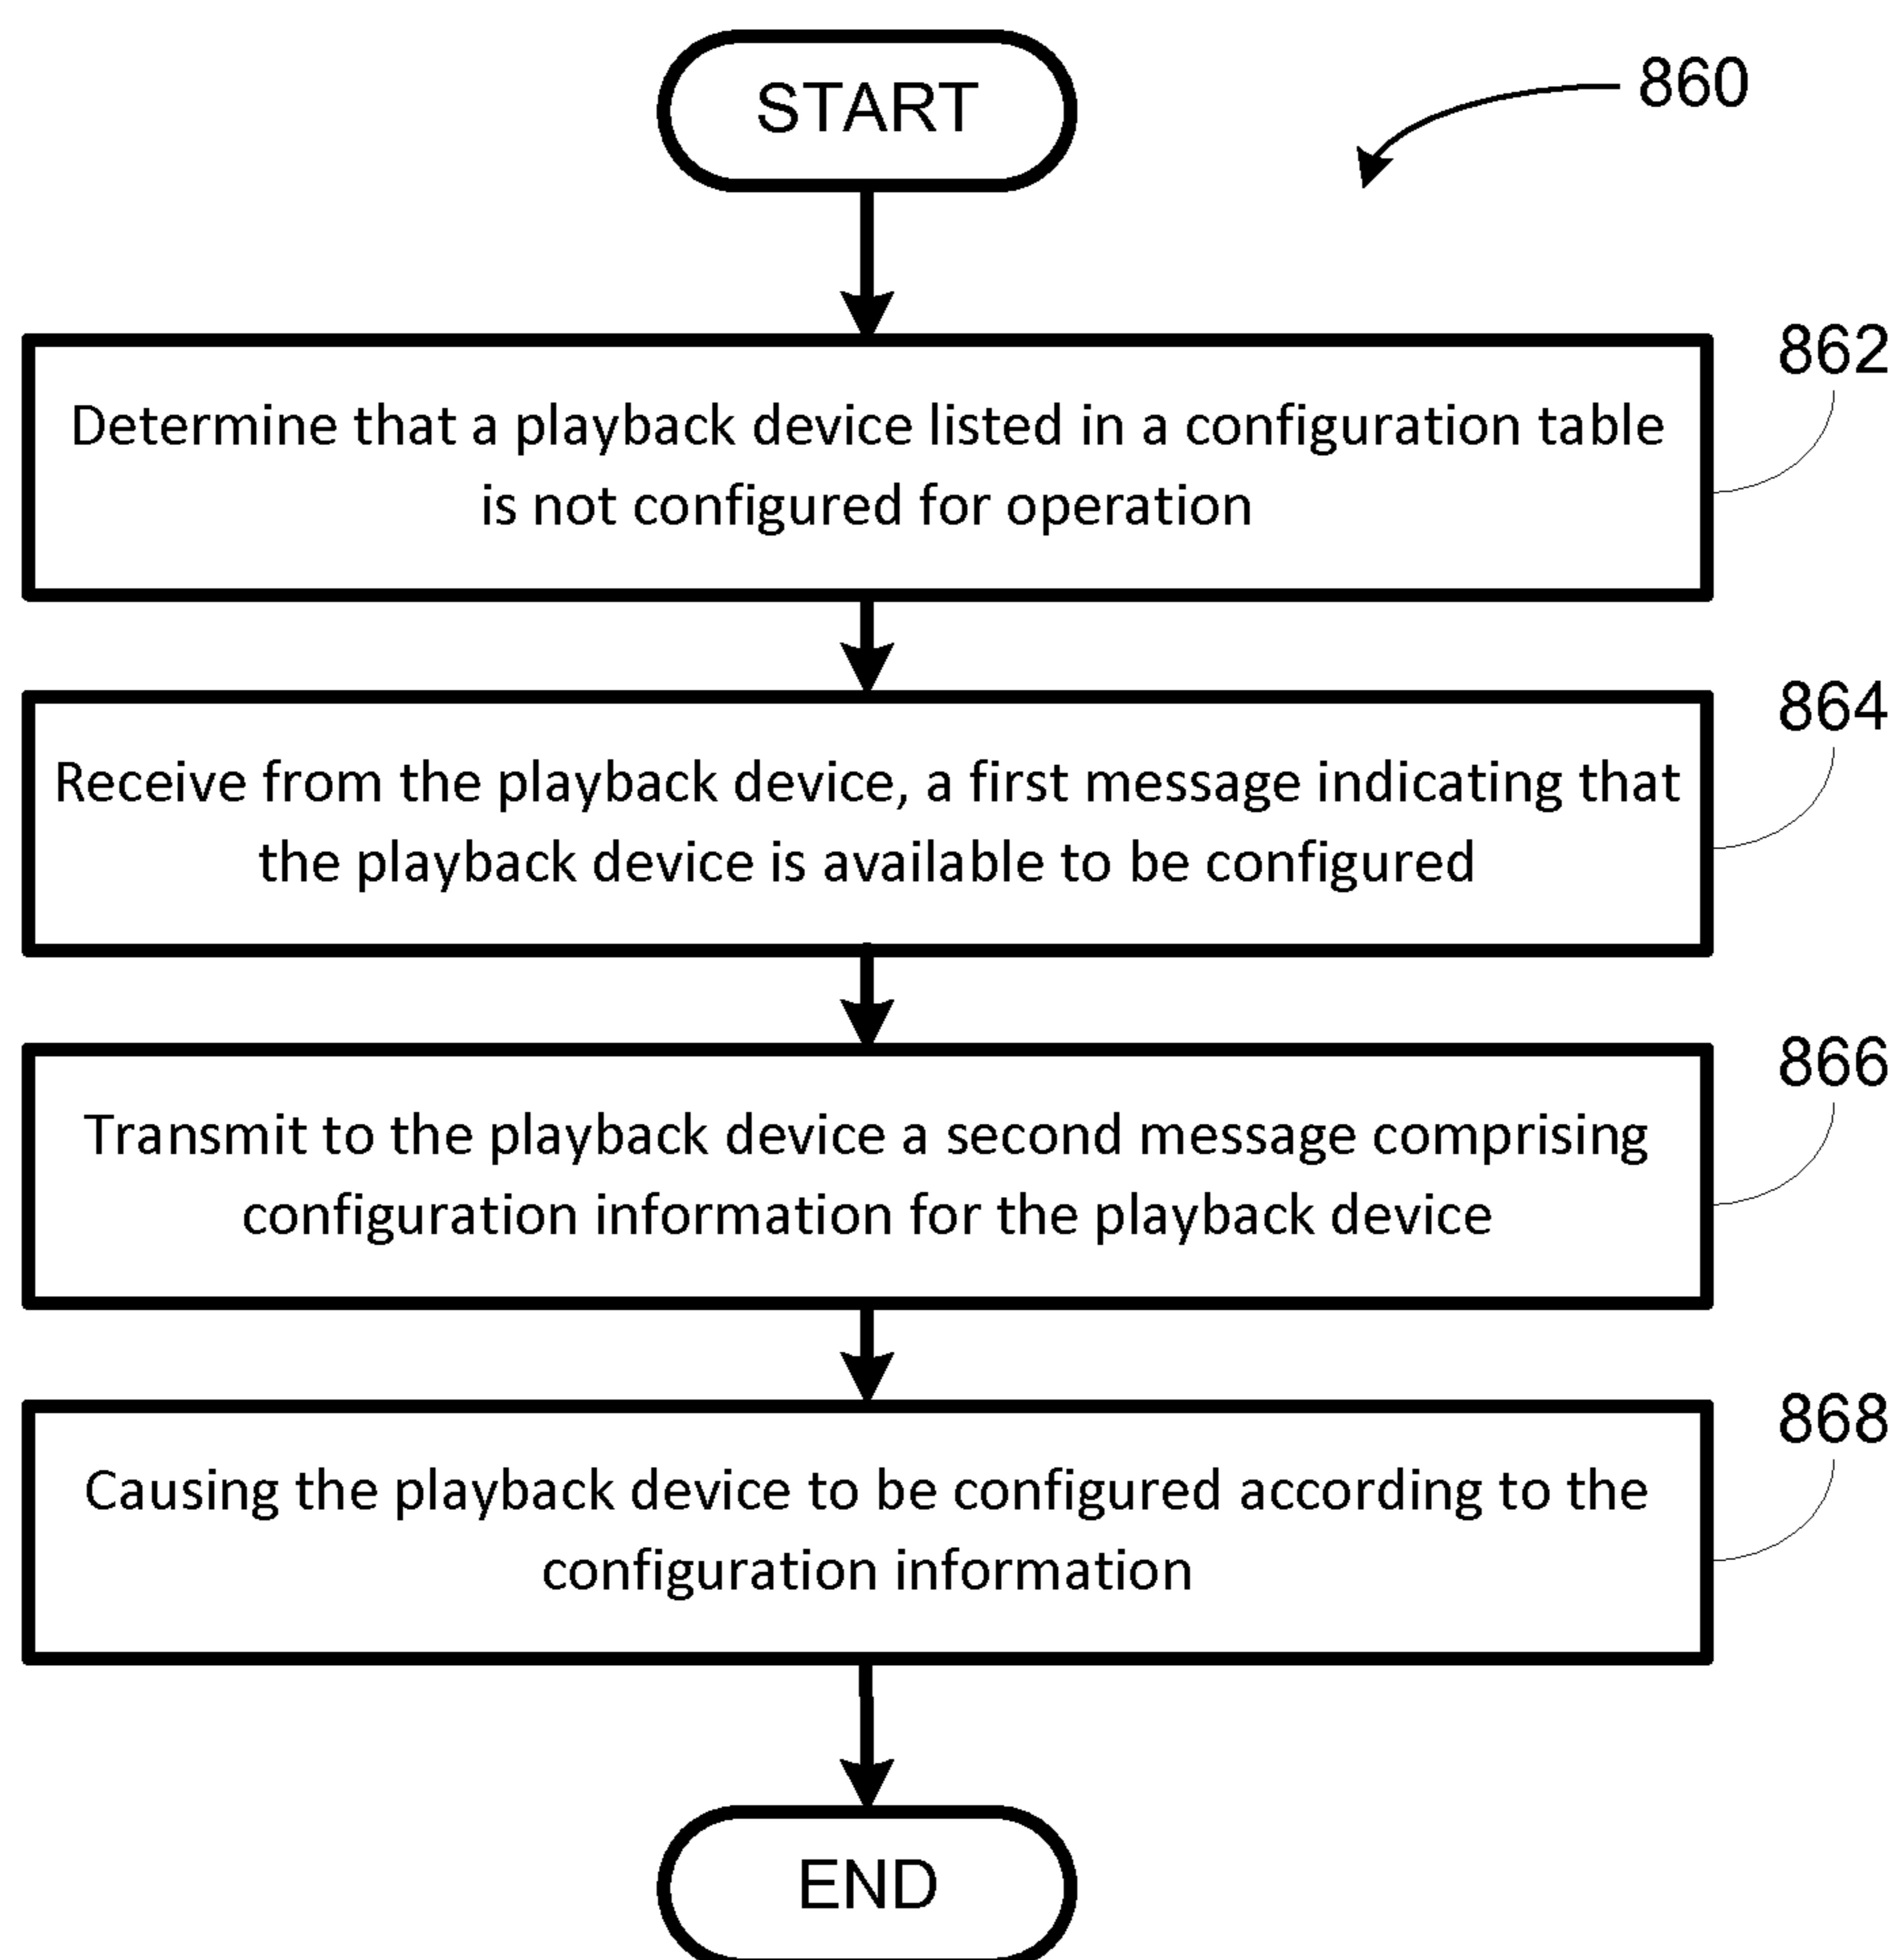 START
860
862
Determine that a playback device listed in a configuration table
is not configured for operation
864
Receive from the playback device, a first message indicating that
the playback device is available to be configured
866
Transmit to the playback device a second message comprising
configuration information for the playback device
868
Causing the playback device to be configured according to the
configuration information
END